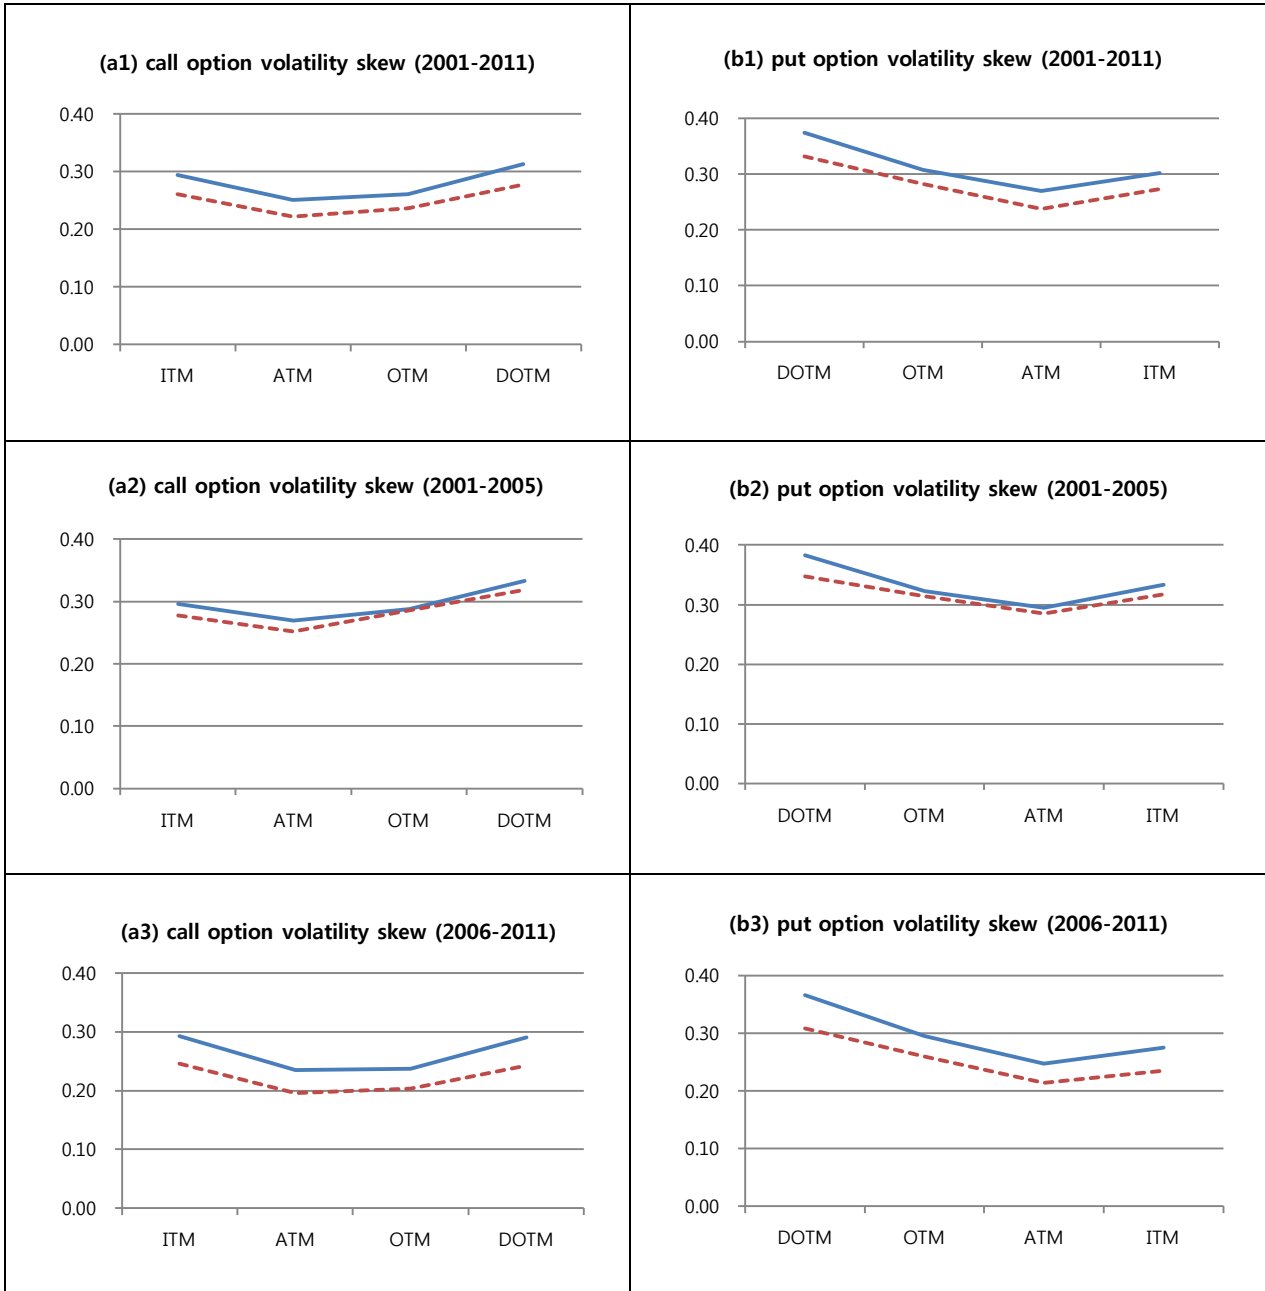 (a1) call option volatility skew (2001-2011)
0.40
0.30
0.20
0.10
0.00
ITM ATM OTM DOTM
(b1) put option volatility skew (2001-2011)
0.40
0.30
0.20
0.10
0.00
DOTM OTM ATM ITM
(a2) call option volatility skew (2001-2005)
0.40
0.30
0.20
0.10
0.00
ITM ATM OTM DOTM
(b2) put option volatility skew (2001-2005)
0.40
0.30
0.20
0.10
0.00
DOTM OTM ATM ITM
(a3) call option volatility skew (2006-2011)
0.40
0.30
0.20
0.10
0.00
ITM ATM OTM DOTM
(b3) put option volatility skew (2006-2011)
0.40
0.30
0.20
0.10
0.00
DOTM OTM ATM ITM